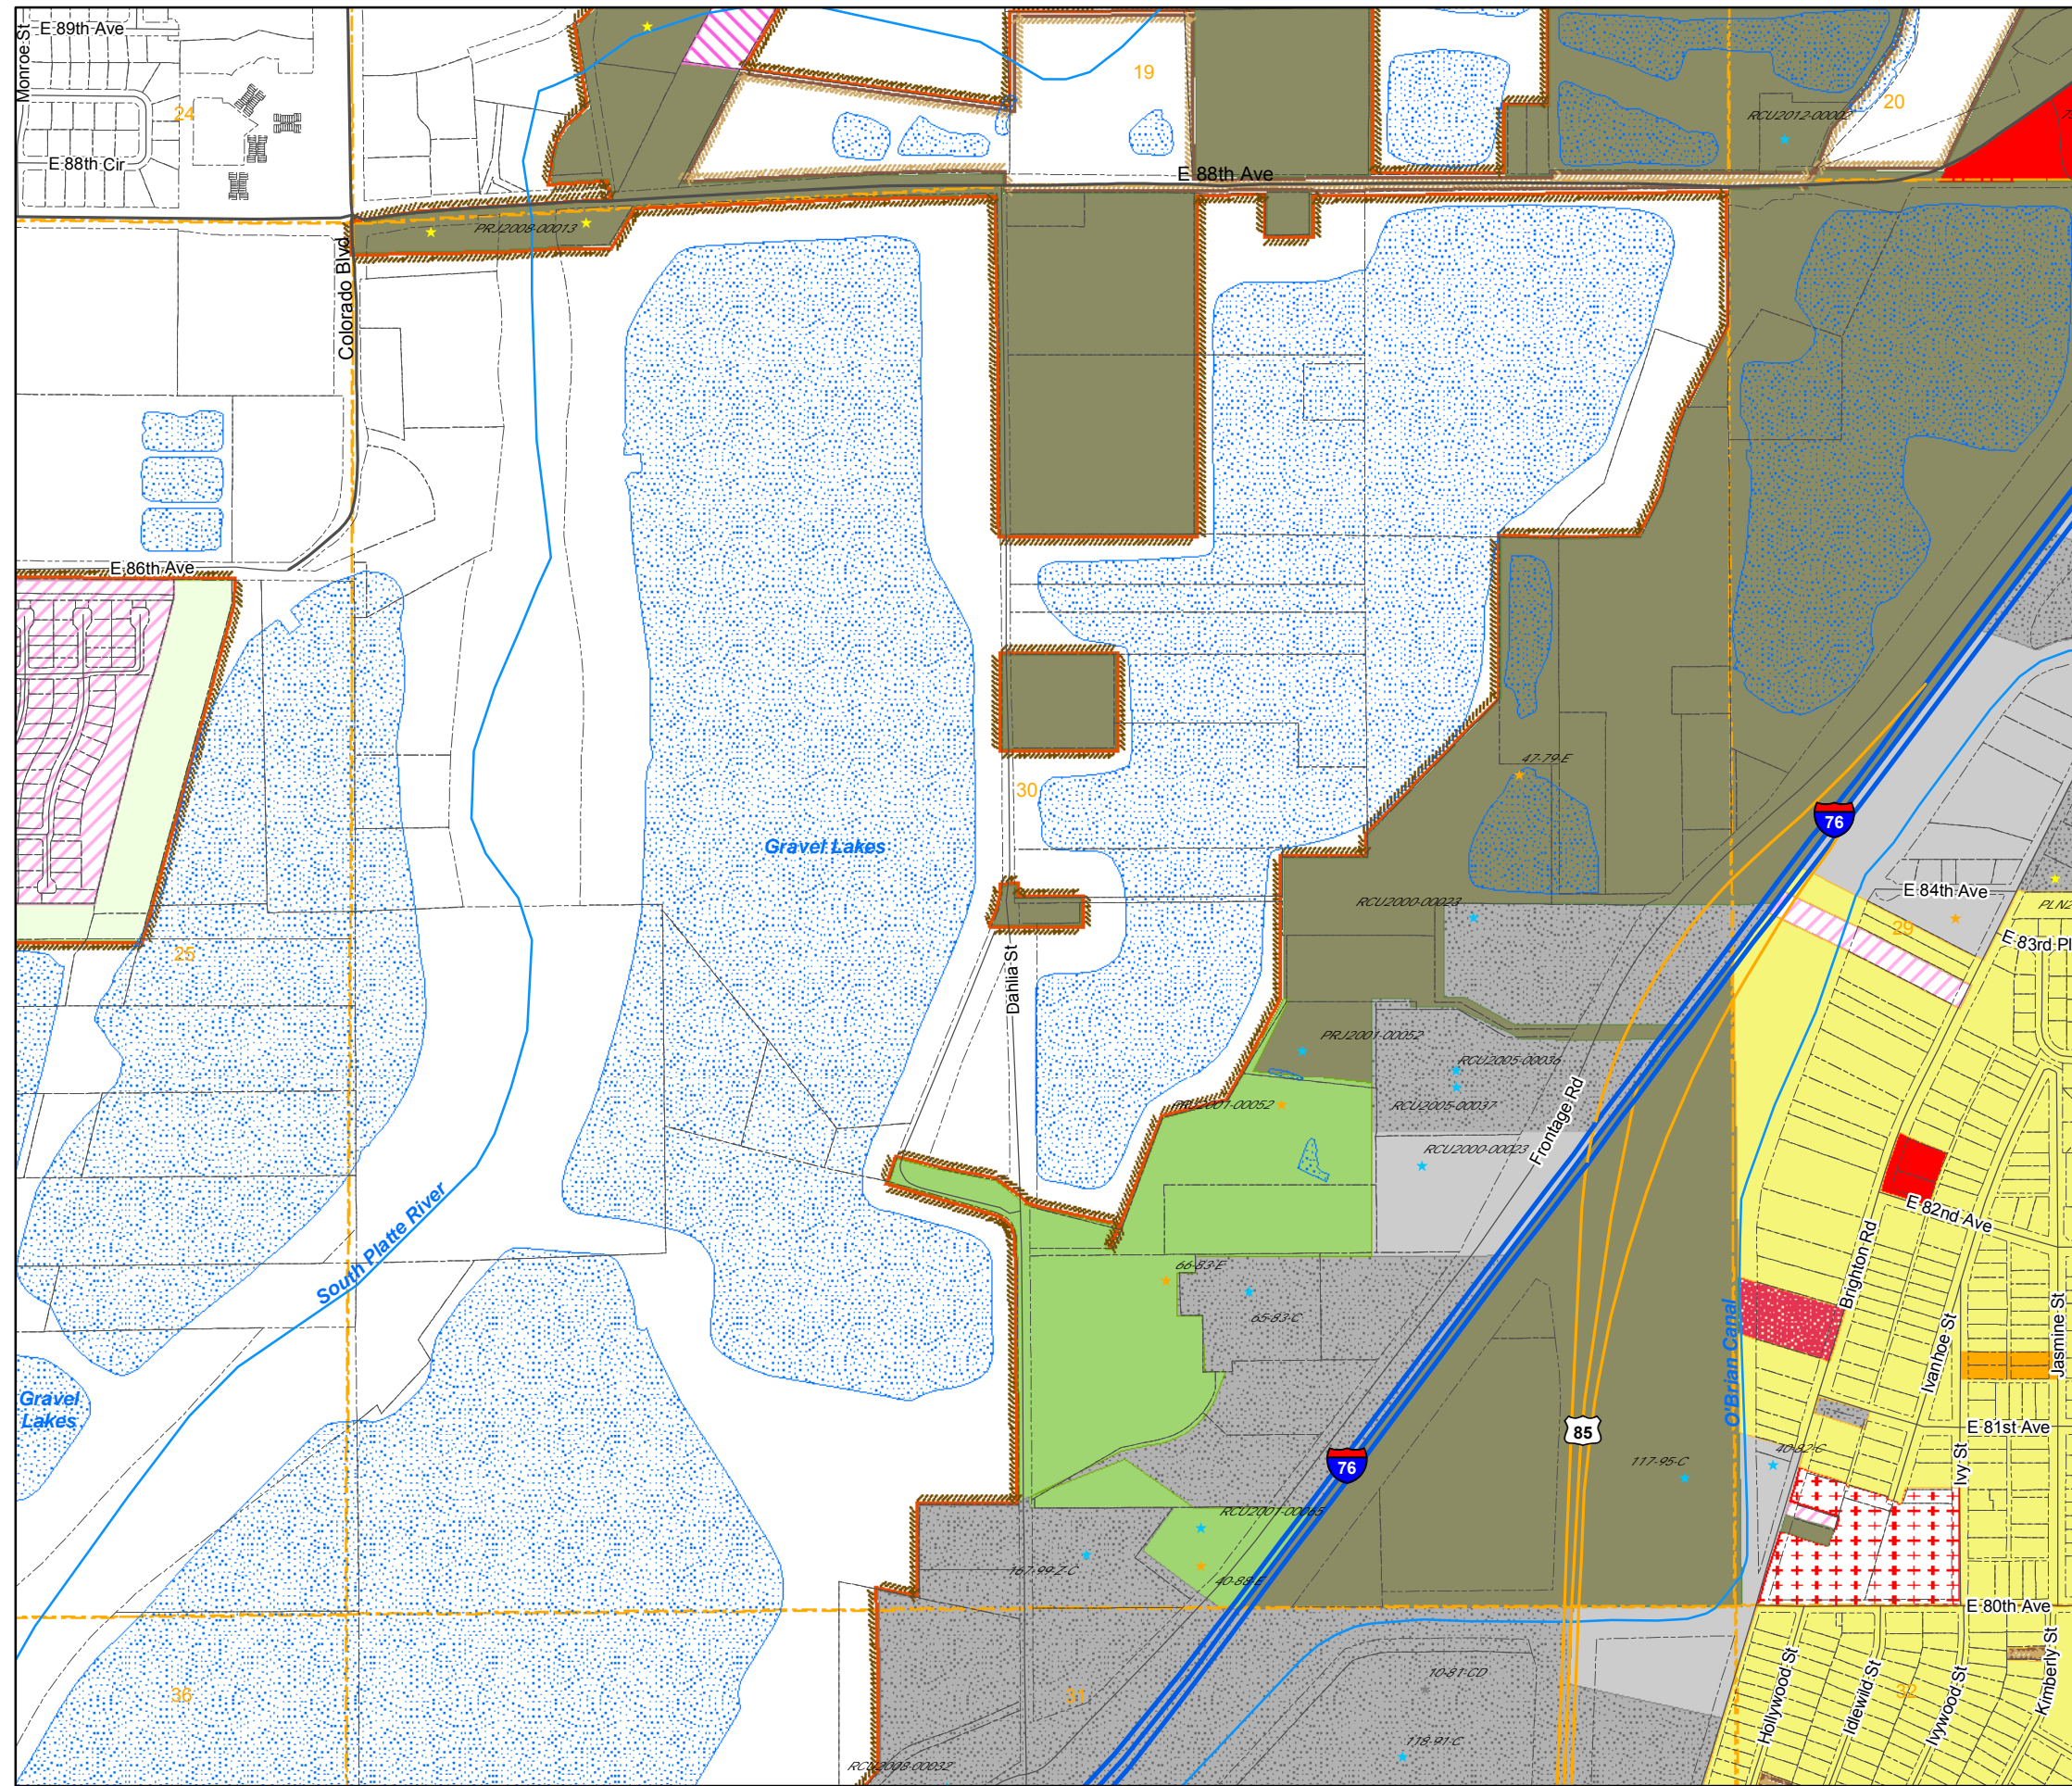 E 89th Ave
Monroe St
24
E 88th Cir
19
RCU2012-00002
20
E 88th Ave
PRJ2008-00013
Colorado Blvd
E 86th Ave
30
Gravel Lakes
47-79-E
76
E 84th Ave
RCU2000-00023
29
E 83rd Pl
25
Dahlia St
PRJ2001-00052
RCU2005-00036
PRJ2001-00052
RCU2005-00037
Frontage Rd
RCU2000-00023
E 82nd Ave
South Platte River
66-83-E
65-83-C
Brighton Rd
O'Brian Canal
Ivanhoe St
Jasmine St
Gravel
Lakes
85
E 81st Ave
76
117-95-C
40-82-C
Ivy St
RCU2001-00065
167-99-Z-C
40-88-E
E 80th Ave
36
31
10-81-CD
32
Hollywood St
Idlewild St
Ivywood St
Kimberly St
118-91-C
RCU2008-00032